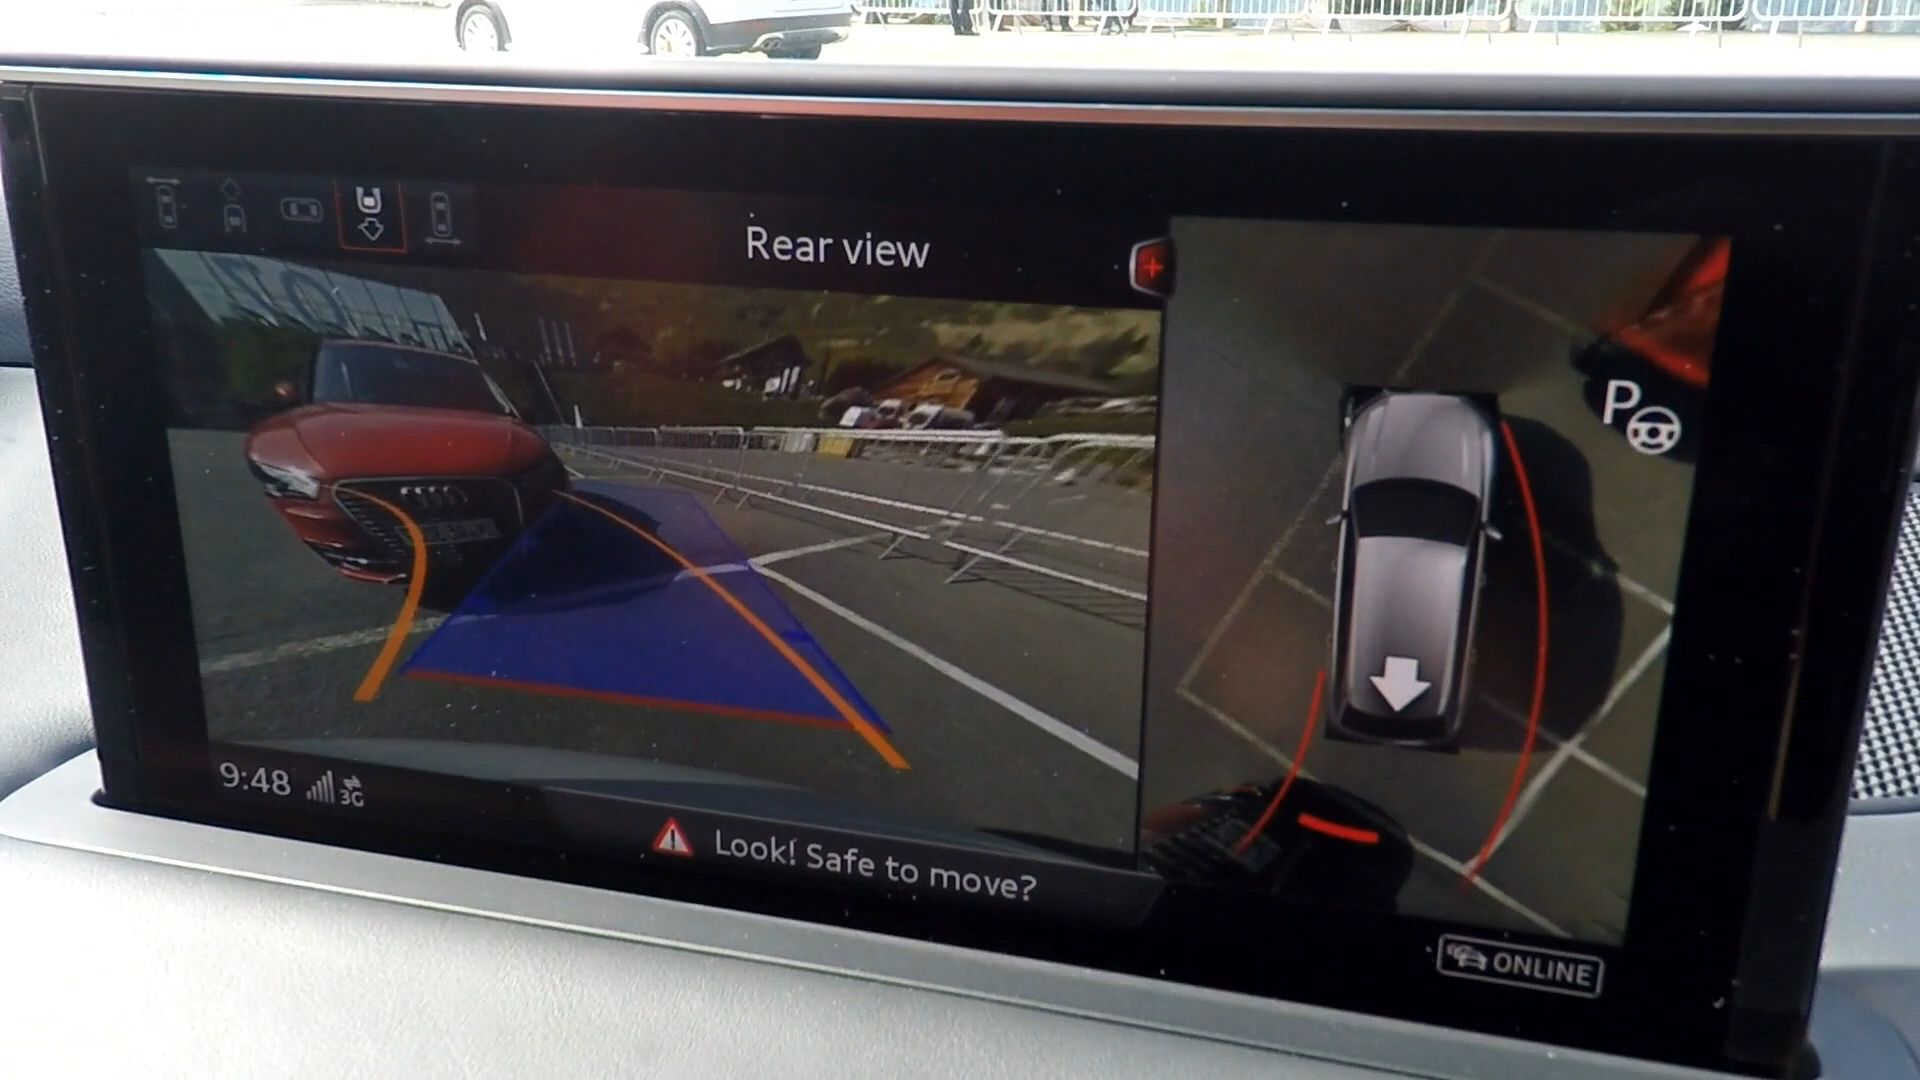 Rear view
P
9:48 3G
Look! Safe to move?
ONLINE